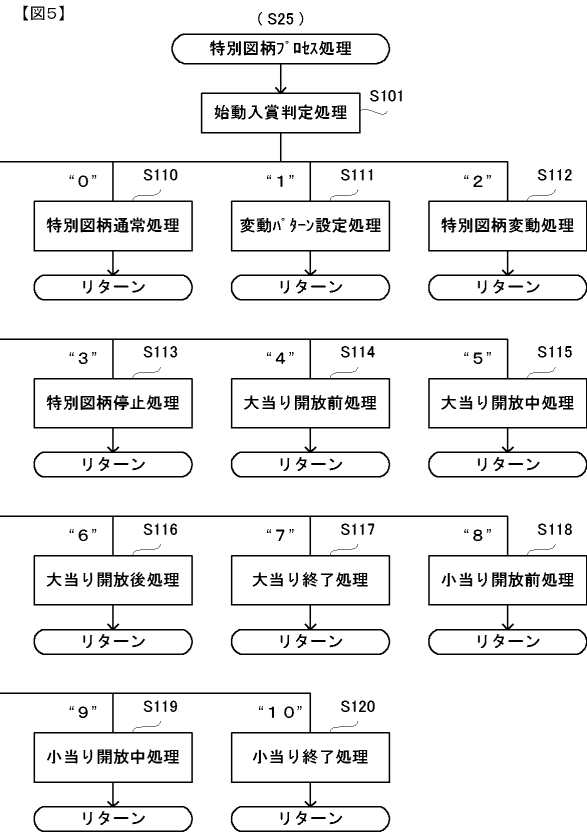 【図5】
(S25)
特別図柄ﾌﾟﾛｾｽ処理
S101
始動入賞判定処理
“0” S110 “1” S111 “2” S112
特別図柄通常処理 変動ﾊﾟﾀｰﾝ設定処理 特別図柄変動処理
リターン リターン リターン
“3” S113 “4” S114 “5” S115
特別図柄停止処理 大当り開放前処理 大当り開放中処理
リターン リターン リターン
“6” S116 “7” S117 “8” S118
大当り開放後処理 大当り終了処理 小当り開放前処理
リターン リターン リターン
“9” S119 “10” S120
小当り開放中処理 小当り終了処理
リターン リターン